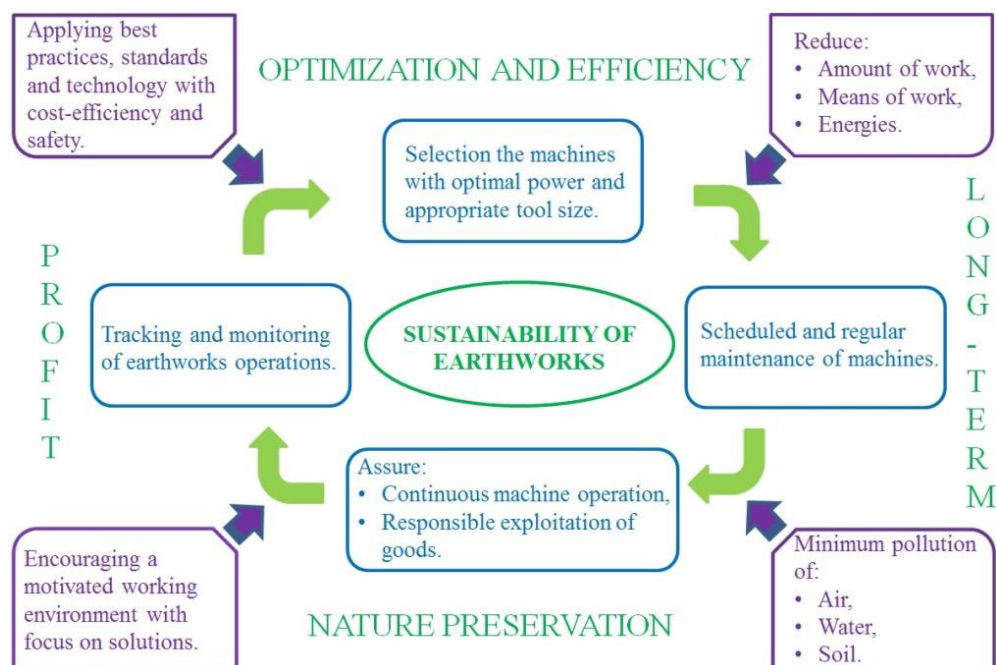 Applying best
practices, standards
and technology with
cost-efficiency and
safety.
OPTIMIZATION AND EFFICIENCY
Reduce:
• Amount of work,
• Means of work,
• Energies.
Selection the machines
with optimal power and
appropriate tool size.
PROFIT
Tracking and monitoring
of earthworks operations.
SUSTAINABILITY OF
EARTHWORKS
Scheduled and regular
maintenance of machines.
LONG-TERM
Assure:
• Continuous machine operation,
• Responsible exploitation of
goods.
Encouraging a
motivated working
environment with
focus on solutions.
NATURE PRESERVATION
Minimum pollution
of:
• Air,
• Water,
• Soil.